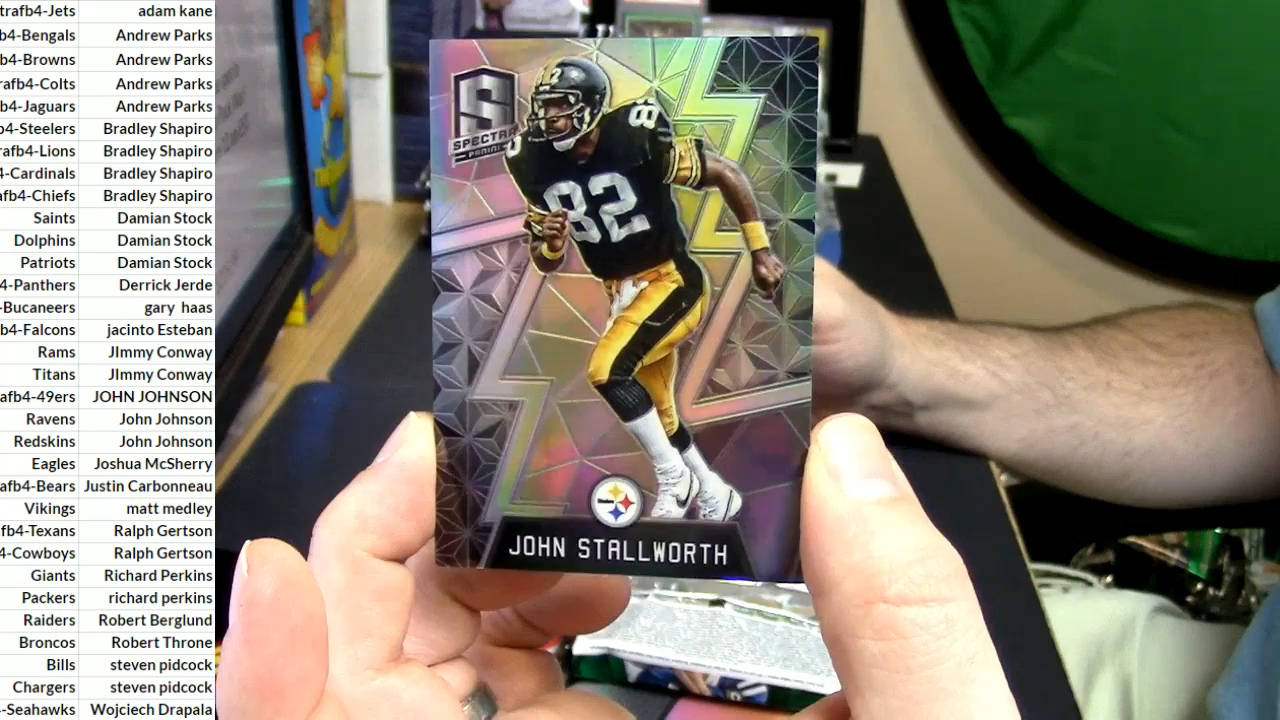 trafb4-Jets adam kane
b4-Bengals Andrew Parks
b4-Browns Andrew Parks
rafb4-Colts Andrew Parks
b4-Jaguars Andrew Parks
b4-Steelers Bradley Shapiro
rafb4-Lions Bradley Shapiro
4-Cardinals Bradley Shapiro
afb4-Chiefs Bradley Shapiro
Saints Damian Stock
Dolphins Damian Stock
Patriots Damian Stock
4-Panthers Derrick Jerde
-Bucaneers gary haas
b4-Falcons jacinto Esteban
Rams JImmy Conway
Titans JImmy Conway
afb4-49ers JOHN JOHNSON
Ravens John Johnson
Redskins John Johnson
Eagles Joshua McSherry
afb4-Bears Justin Carbonneau
Vikings matt medley
fb4-Texans Ralph Gertson
4-Cowboys Ralph Gertson
Giants Richard Perkins
Packers richard perkins
Raiders Robert Berglund
Broncos Robert Throne
Bills steven pidcock
Chargers steven pidcock
-Seahawks Wojciech Drapala
S
SPECTRA
PANINI
82
82
82
Steelers
JOHN STALLWORTH